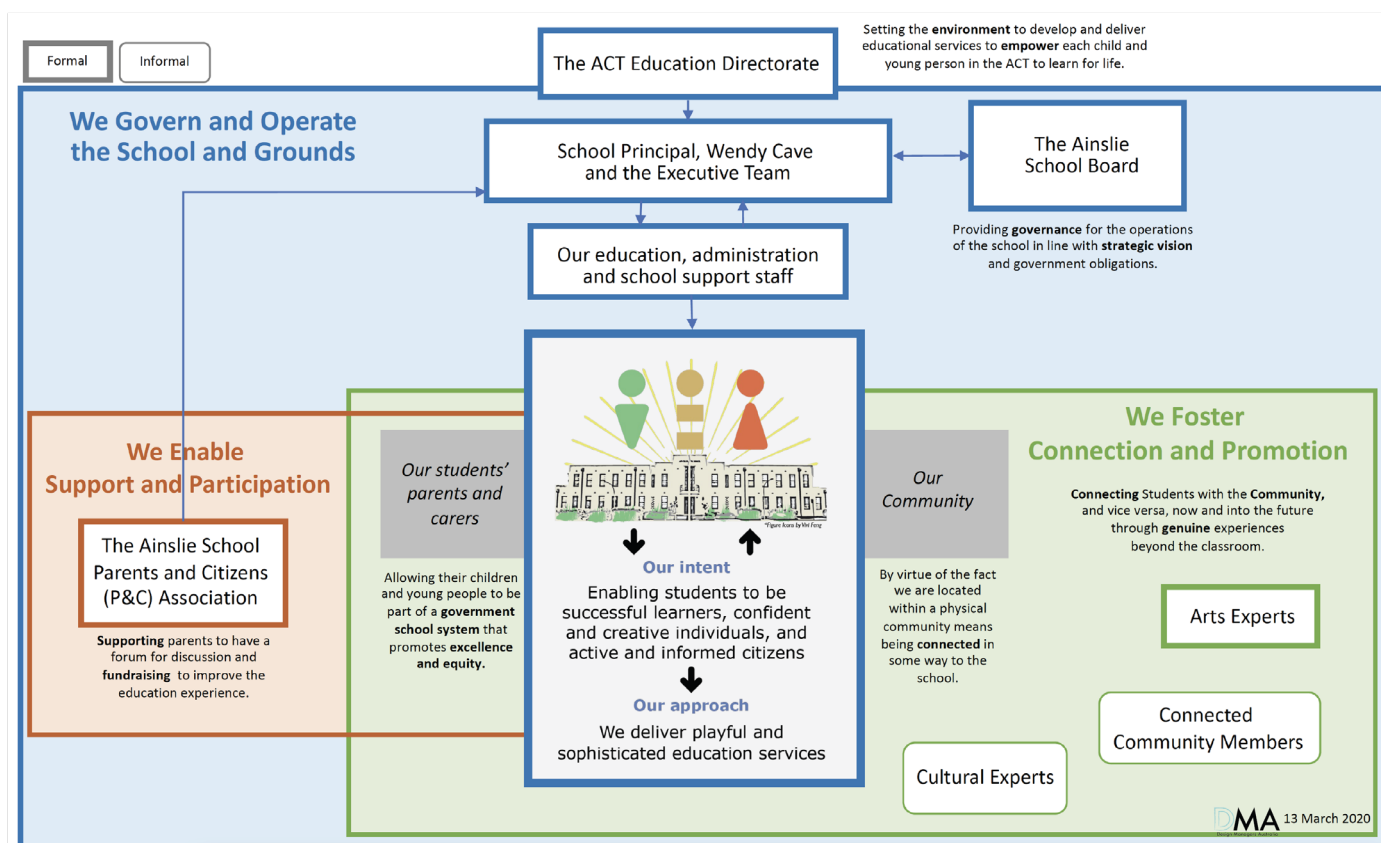 Formal
Informal
The ACT Education Directorate
Setting the environment to develop and deliver
educational services to empower each child and
young person in the ACT to learn for life.
We Govern and Operate
the School and Grounds
School Principal, Wendy Cave
and the Executive Team
The Ainslie
School Board
Providing governance for the operations
of the school in line with strategic vision
and government obligations.
Our education, administration
and school support staff
We Enable
Support and Participation
The Ainslie School
Parents and Citizens
(P&C) Association
Supporting parents to have a
forum for discussion and
fundraising to improve the
education experience.
Our students’
parents and
carers
Allowing their children
and young people to be
part of a government
school system that
promotes excellence
and equity.
*Figure Icons by Wei Fang
Our intent
Enabling students to be
successful learners, confident
and creative individuals, and
active and informed citizens
Our approach
We deliver playful and
sophisticated education services
Our
Community
By virtue of the fact
we are located
within a physical
community means
being connected in
some way to the
school.
We Foster
Connection and Promotion
Connecting Students with the Community,
and vice versa, now and into the future
through genuine experiences
beyond the classroom.
Arts Experts
Connected
Community Members
Cultural Experts
DMA 13 March 2020
Design Managers Australia